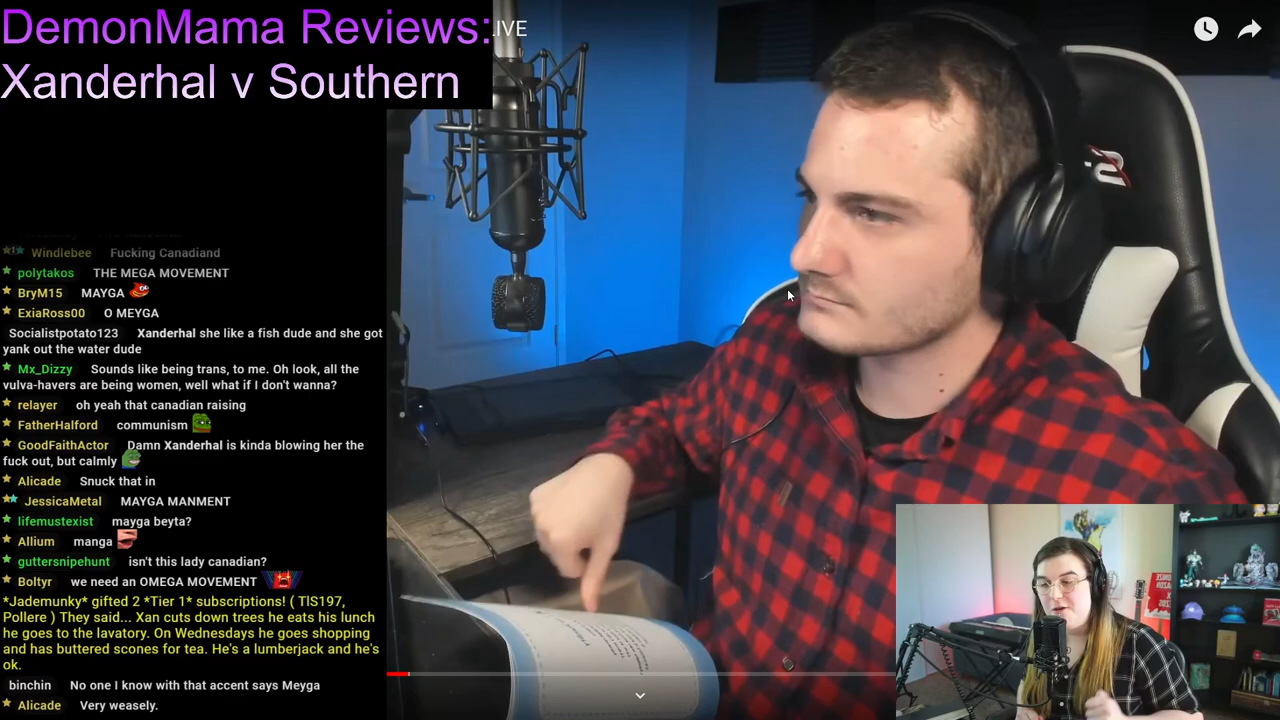 DemonMama Reviews:
Xanderhal v Southern
LIVE
Windlebee Fucking Canadiand
polytakos THE MEGA MOVEMENT
BryM15 MAYGA
ExiaRoss00 O MEYGA
Socialistpotato123 Xanderhal she like a fish dude and she got
yank out the water dude
Mx_Dizzy Sounds like being trans, to me. Oh look, all the
vulva-havers are being women, well what if I don't wanna?
relayer oh yeah that canadian raising
FatherHalford communism
GoodFaithActor Damn Xanderhal is kinda blowing her the
fuck out, but calmly
Alicade Snuck that in
JessicaMetal MAYGA MANMENT
lifemustexist mayga beyta?
Allium manga
guttersnipehunt isn't this lady canadian?
Boltyr we need an OMEGA MOVEMENT
*Jademunky* gifted 2 *Tier 1* subscriptions! ( TIS197,
Pollere ) They said... Xan cuts down trees he eats his lunch
he goes to the lavatory. On Wednesdays he goes shopping
and has buttered scones for tea. He's a lumberjack and he's
ok.
binchin No one I know with that accent says Meyga
Alicade Very weasely.